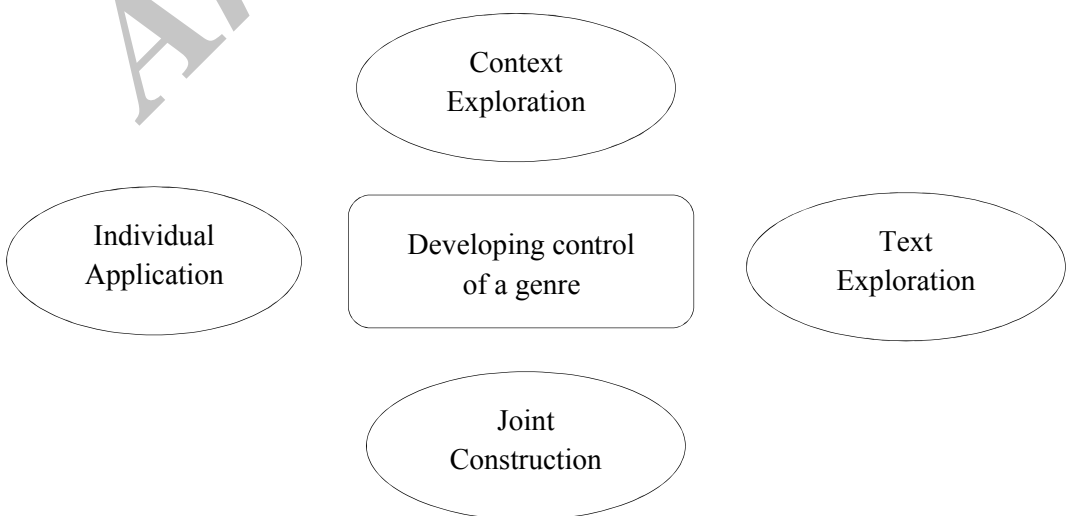 Context
Exploration
Individual
Application
Developing control
of a genre
Text
Exploration
Joint
Construction